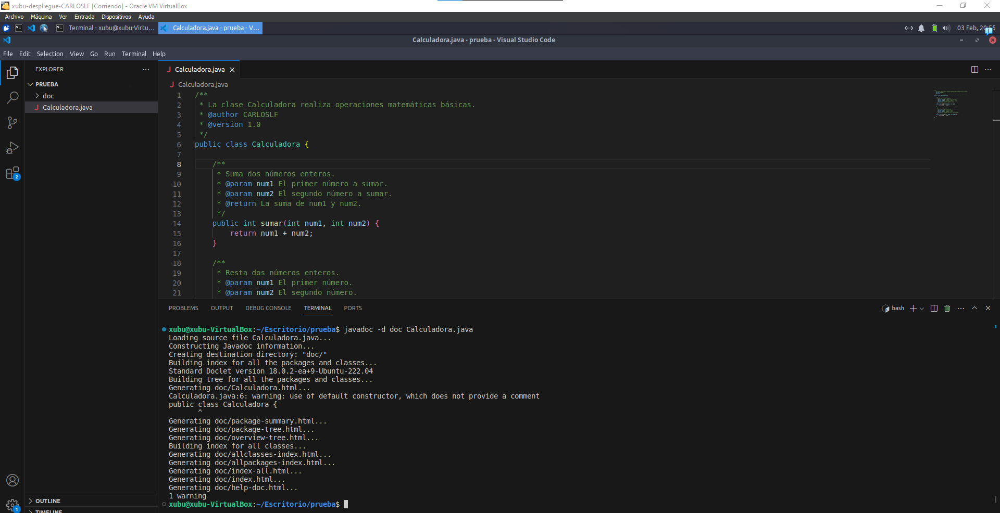 xubu-despliegue-CARLOSLF [Corriendo] - Oracle VM VirtualBox
Archivo Máquina Ver Entrada Dispositivos Ayuda
Terminal - xubu@xubu-Virtu... Calculadora.java - prueba - V... 03 Feb, 20:55
Calculadora.java - prueba - Visual Studio Code
File Edit Selection View Go Run Terminal Help
EXPLORER
PRUEBA
doc
Calculadora.java
2
OUTLINE
TIMELINE
1
Calculadora.java
Calculadora.java
1 /**
2 * La clase Calculadora realiza operaciones matemáticas básicas.
3 * @author CARLOSLF
4 * @version 1.0
5 */
6 public class Calculadora {
7
8 /**
9 * Suma dos números enteros.
10 * @param num1 El primer número a sumar.
11 * @param num2 El segundo número a sumar.
12 * @return La suma de num1 y num2.
13 */
14 public int sumar(int num1, int num2) {
15 return num1 + num2;
16 }
17
18 /**
19 * Resta dos números enteros.
20 * @param num1 El primer número.
21 * @param num2 El segundo número.
PROBLEMS OUTPUT DEBUG CONSOLE TERMINAL PORTS bash
xubu@xubu-VirtualBox:~/Escritorio/prueba$ javadoc -d doc Calculadora.java
Loading source file Calculadora.java...
Constructing Javadoc information...
Creating destination directory: "doc/"
Building index for all the packages and classes...
Standard Doclet version 18.0.2-ea+9-Ubuntu-222.04
Building tree for all the packages and classes...
Generating doc/Calculadora.html...
Calculadora.java:6: warning: use of default constructor, which does not provide a comment
public class Calculadora {
^
Generating doc/package-summary.html...
Generating doc/package-tree.html...
Generating doc/overview-tree.html...
Building index for all classes...
Generating doc/allclasses-index.html...
Generating doc/allpackages-index.html...
Generating doc/index-all.html...
Generating doc/index.html...
Generating doc/help-doc.html...
1 warning
xubu@xubu-VirtualBox:~/Escritorio/prueba$